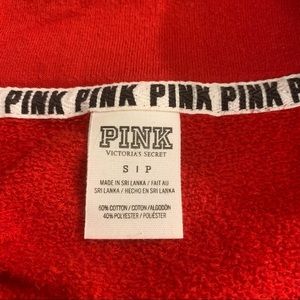 PINK PINK PINK PINK PINK
PINK
VICTORIA'S SECRET
S | P
MADE IN SRI LANKA / FAIT AU
SRI LANKA / HECHO EN SRI LANKA
60% COTTON / COTON/ALGODÓN
40% POLYESTER / POLIÉSTER